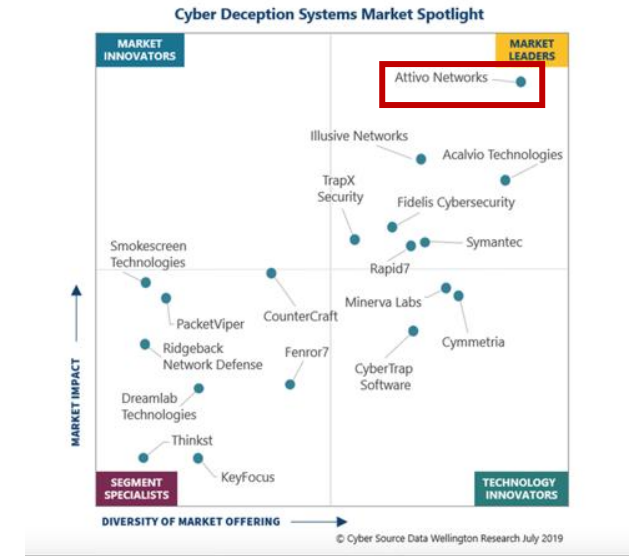 Cyber Deception Systems Market Spotlight
MARKET
INNOVATORS
MARKET
LEADERS
Attivo Networks
Illusive Networks
Acalvio Technologies
TrapX
Security
Fidelis Cybersecurity
Symantec
Rapid7
Smokescreen
Technologies
PacketViper
CounterCraft
Minerva Labs
Cymmetria
Ridgeback
Network Defense
Fenror7
CyberTrap
Software
Dreamlab
Technologies
Thinkst
KeyFocus
MARKET IMPACT
SEGMENT
SPECIALISTS
TECHNOLOGY
INNOVATORS
DIVERSITY OF MARKET OFFERING
© Cyber Source Data Wellington Research July 2019